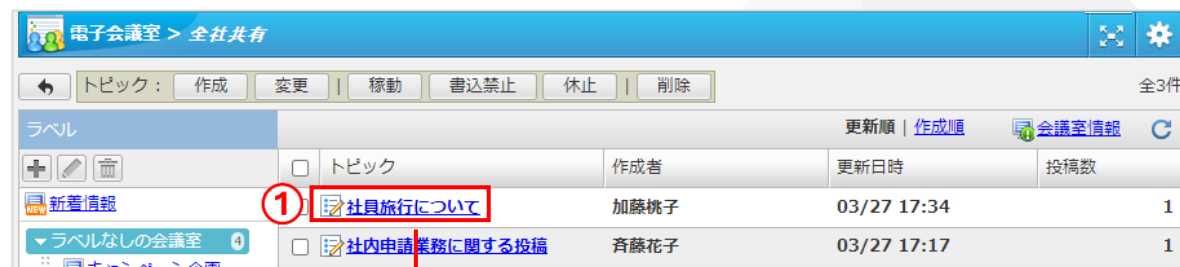 電子会議室 > 全社共有
トピック： 作成 変更 | 稼動 書込禁止 休止 | 削除 全3件
ラベル 更新順 | 作成順 会議室情報
トピック 作成者 更新日時 投稿数
NEW 新着情報 ① 社員旅行について 加藤桃子 03/27 17:34 1
ラベルなしの会議室 4 社内申請業務に関する投稿 斉藤花子 03/27 17:17 1